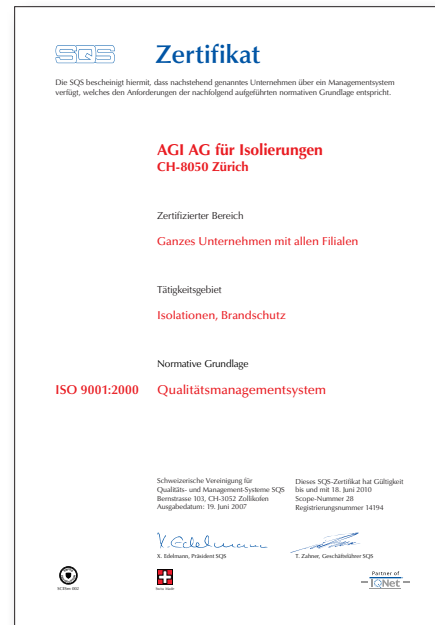 SQS
Zertifikat
Die SQS bescheinigt hiermit, dass nachstehend genanntes Unternehmen über ein Managementsystem
verfügt, welches den Anforderungen der nachfolgend aufgeführten normativen Grundlage entspricht.
AGI AG für Isolierungen
CH-8050 Zürich
Zertifizierter Bereich
Ganzes Unternehmen mit allen Filialen
Tätigkeitsgebiet
Isolationen, Brandschutz
Normative Grundlage
ISO 9001:2000 Qualitätsmanagementsystem
Schweizerische Vereinigung für
Qualitäts- und Management-Systeme SQS
Bernstrasse 103, CH-3052 Zollikofen
Ausgabedatum: 19. Juni 2007
Dieses SQS-Zertifikat hat Gültigkeit
bis und mit 18. Juni 2010
Scope-Nummer 28
Registrierungsnummer 14194
X. Edelmann
X. Edelmann, Präsident SQS
T. Zahner, Geschäftsführer SQS
Swiss Made
Partner of
IQNet